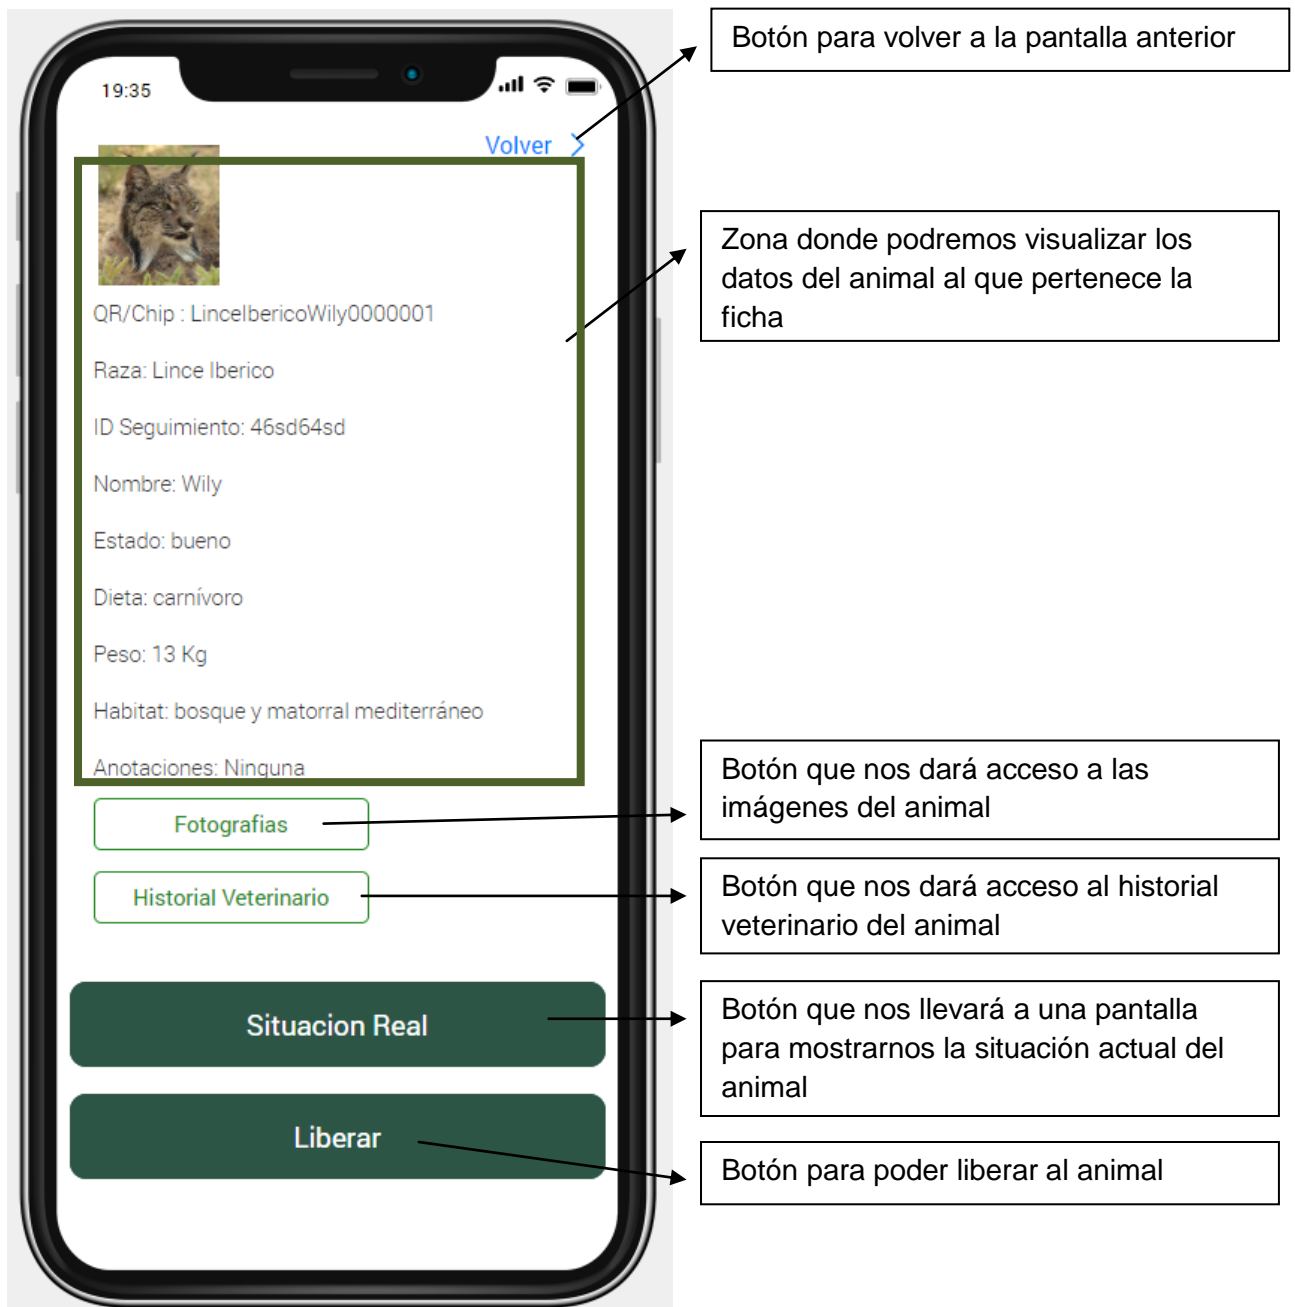 Botón para volver a la pantalla anterior
19:35
Volver
Zona donde podremos visualizar los
datos del animal al que pertenece la
ficha
QR/Chip : LinceIbericoWily0000001
Raza: Lince Iberico
ID Seguimiento: 46sd64sd
Nombre: Wily
Estado: bueno
Dieta: carnívoro
Peso: 13 Kg
Habitat: bosque y matorral mediterráneo
Anotaciones: Ninguna
Botón que nos dará acceso a las
imágenes del animal
Fotografias
Botón que nos dará acceso al historial
veterinario del animal
Historial Veterinario
Botón que nos llevará a una pantalla
para mostrarnos la situación actual del
animal
Situacion Real
Liberar
Botón para poder liberar al animal